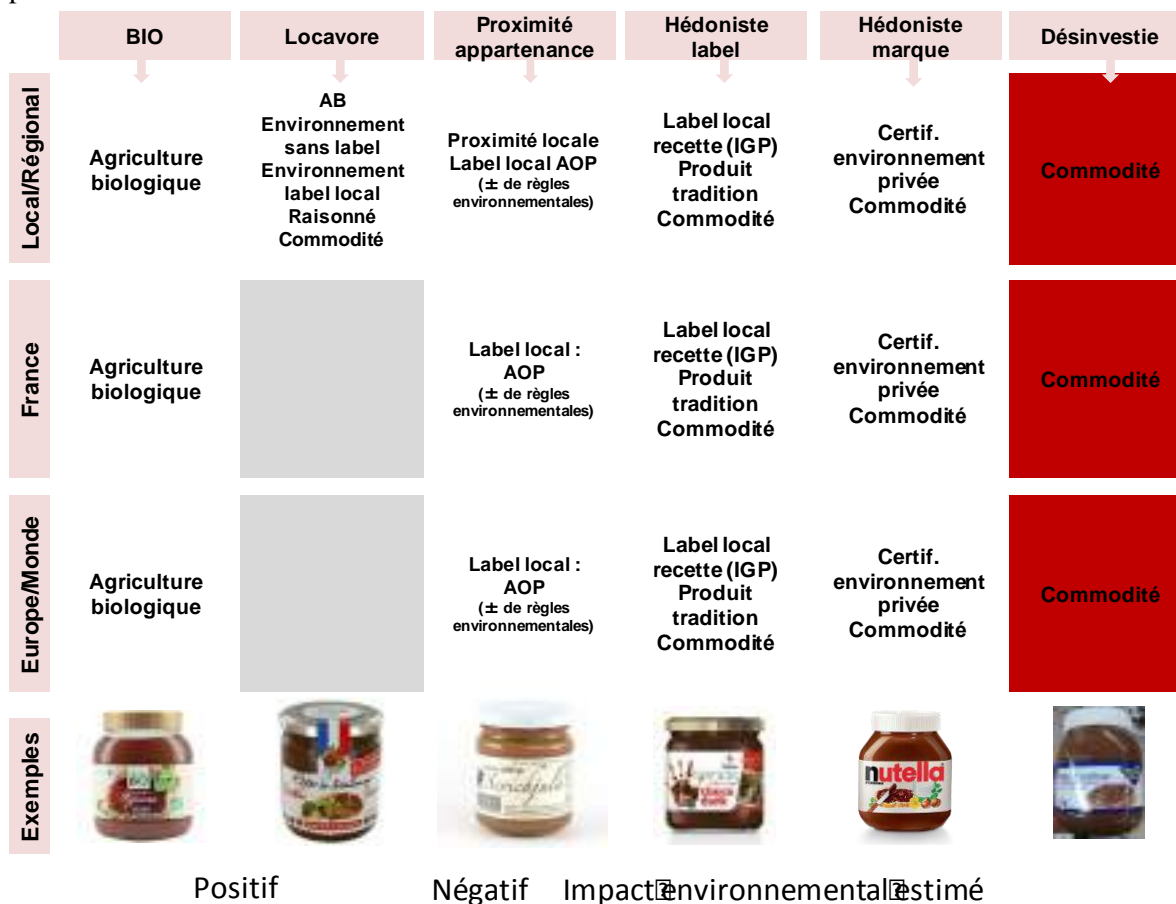 BIO
Locavore
Proximité
appartenance
Hédoniste
label
Hédoniste
marque
Désinvestie
Local/Régional
Agriculture
biologique
AB
Environnement
sans label
Environnement
label local
Raisonné
Commodité
Proximité locale
Label local AOP
(± de règles
environnementales)
Label local
recette (IGP)
Produit
tradition
Commodité
Certif.
environnement
privée
Commodité
Commodité
France
Agriculture
biologique
Label local :
AOP
(± de règles
environnementales)
Label local
recette (IGP)
Produit
tradition
Commodité
Certif.
environnement
privée
Commodité
Commodité
Europe/Monde
Agriculture
biologique
Label local :
AOP
(± de règles
environnementales)
Label local
recette (IGP)
Produit
tradition
Commodité
Certif.
environnement
privée
Commodité
Commodité
Exemples
nutella
Positif Négatif Impact environnemental estimé